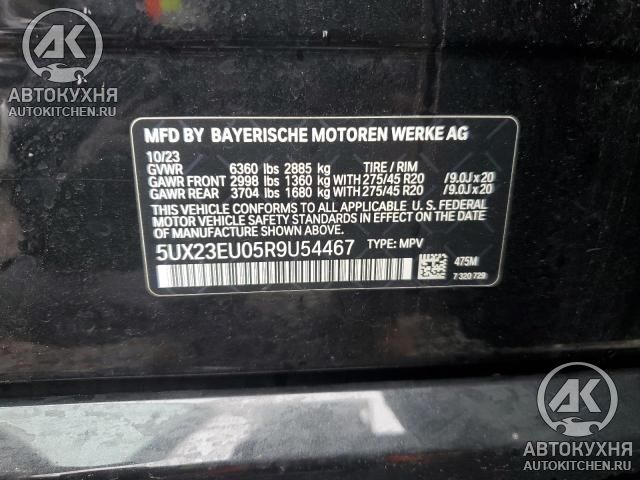 AK
АВТОКУХНЯ
AUTOKITCHEN.RU
MFD BY BAYERISCHE MOTOREN WERKE AG
10/23
GVWR 6360 lbs 2885 kg TIRE / RIM
GAWR FRONT 2998 lbs 1360 kg WITH 275/45 R20 /9.0J x 20
GAWR REAR 3704 lbs 1680 kg WITH 275/45 R20 /9.0J x 20
THIS VEHICLE CONFORMS TO ALL APPLICABLE U. S. FEDERAL
MOTOR VEHICLE SAFETY STANDARDS IN EFFECT ON THE DATE
OF MANUFACTURE SHOWN ABOVE.
5UX23EU05R9U54467 TYPE: MPV
475M
7 320 729
AK
АВТОКУХНЯ
AUTOKITCHEN.RU